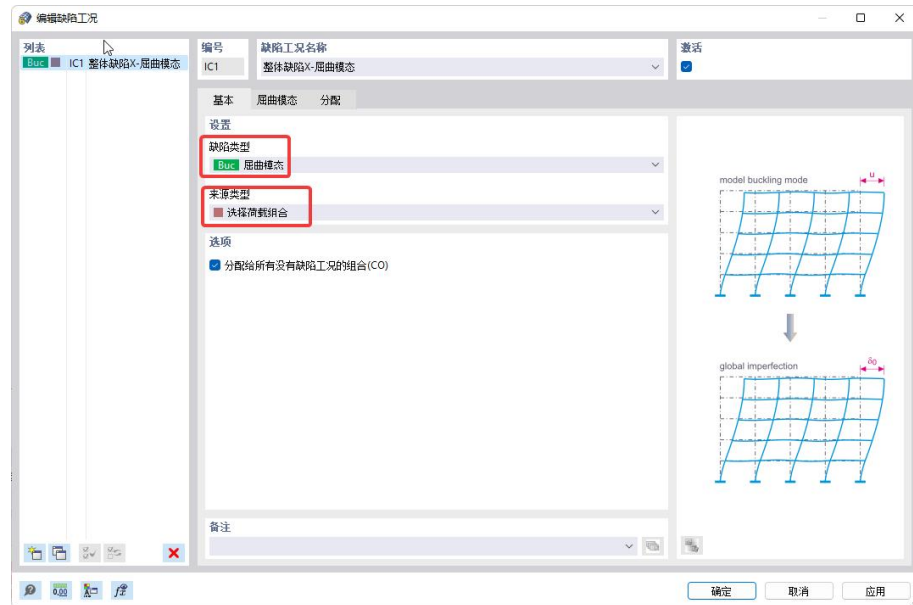 编辑缺陷工况
列表
Buc IC1 整体缺陷X-屈曲模态
编号
IC1
缺陷工况名称
整体缺陷X-屈曲模态
激活
基本 屈曲模态 分配
设置
缺陷类型
Buc 屈曲模态
来源类型
选择荷载组合
选项
分配给所有没有缺陷工况的组合(CO)
model buckling mode
u
global imperfection
δ0
备注
0,00
确定 取消 应用